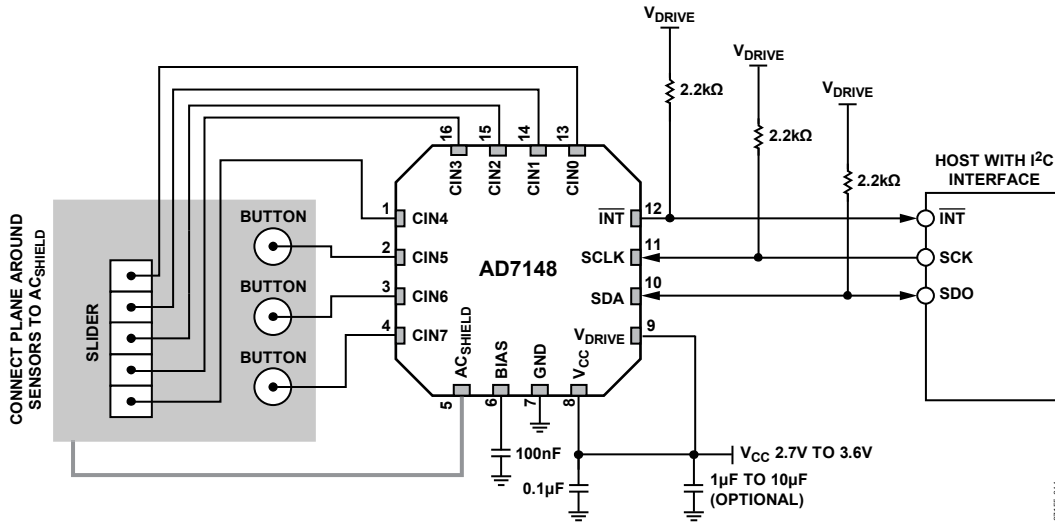 VDRIVE
VDRIVE
VDRIVE
2.2kΩ
2.2kΩ
2.2kΩ
HOST WITH I2C
INTERFACE
16
15
14
13
CIN3
CIN2
CIN1
CIN0
CONNECT PLANE AROUND
SENSORS TO ACSHIELD
SLIDER
BUTTON
BUTTON
BUTTON
1
CIN4
2
CIN5
3
CIN6
4
CIN7
AD7148
INT
12
INT
SCLK
11
SCK
SDA
10
SDO
VDRIVE
9
ACSHIELD
BIAS
GND
VCC
5
6
7
8
100nF
0.1µF
VCC 2.7V TO 3.6V
1µF TO 10µF
(OPTIONAL)